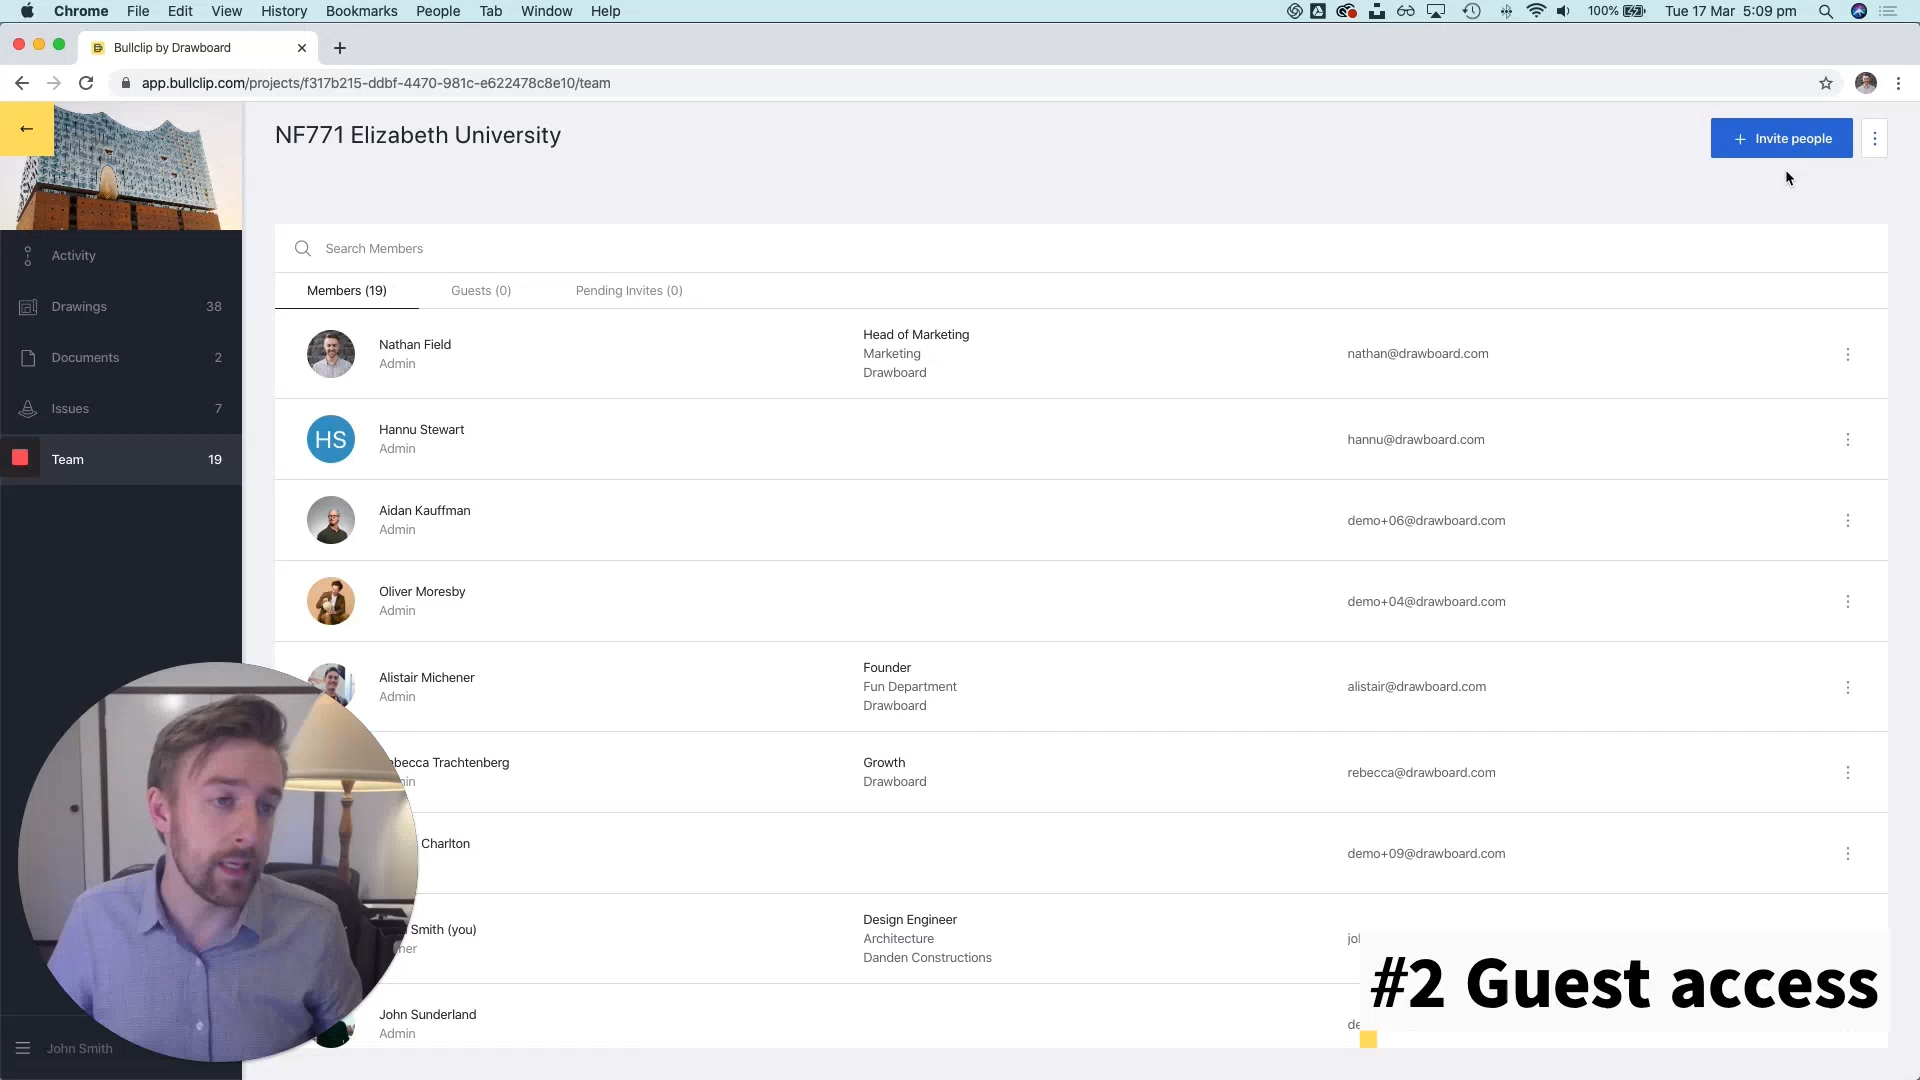 Chrome File Edit View History Bookmarks People Tab Window Help
100% Tue 17 Mar 5:09 pm
Bullclip by Drawboard
app.bullclip.com/projects/f317b215-ddbf-4470-981c-e622478c8e10/team
NF771 Elizabeth University
+ Invite people
Activity
Drawings 38
Documents 2
Issues 7
Team 19
John Smith
Search Members
Members (19) Guests (0) Pending Invites (0)
Nathan Field
Admin
Head of Marketing
Marketing
Drawboard
nathan@drawboard.com
HS
Hannu Stewart
Admin
hannu@drawboard.com
Aidan Kauffman
Admin
demo+06@drawboard.com
Oliver Moresby
Admin
demo+04@drawboard.com
Alistair Michener
Admin
Founder
Fun Department
Drawboard
alistair@drawboard.com
Trachtenberg
Growth
Drawboard
rebecca@drawboard.com
Charlton
demo+09@drawboard.com
Smith (you)
Design Engineer
Architecture
Danden Constructions
John Sunderland
Admin
#2 Guest access